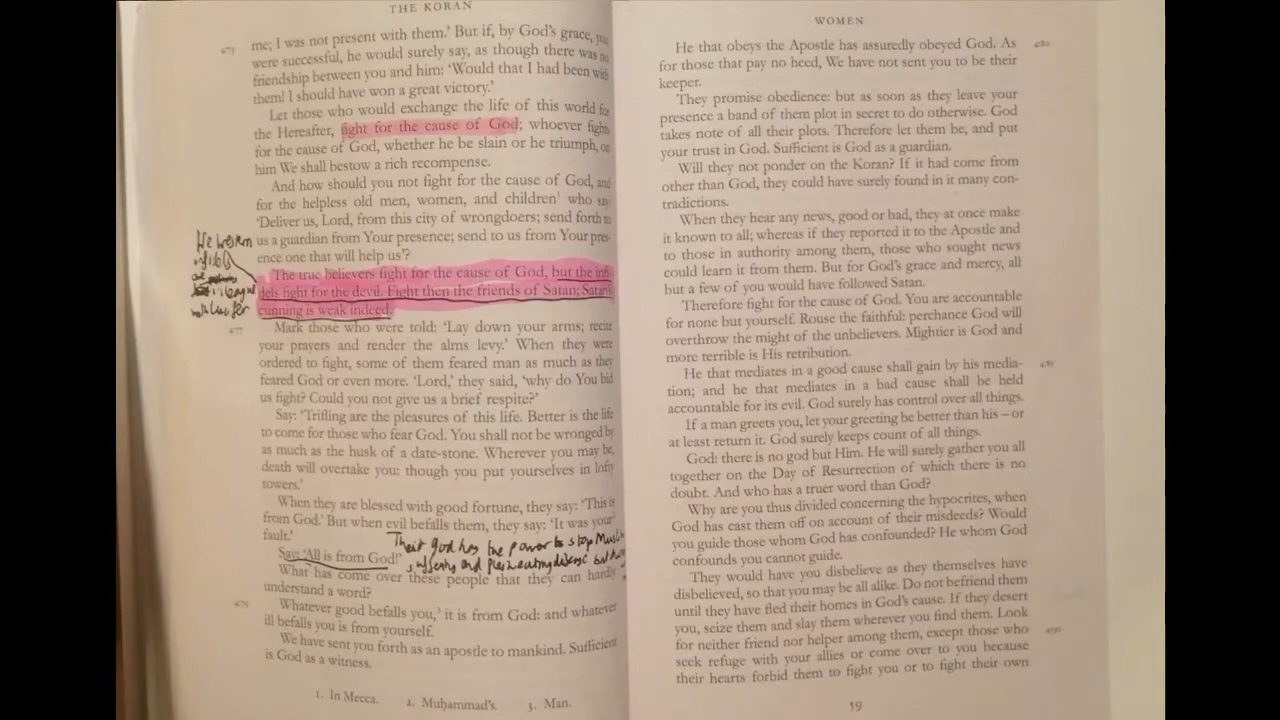 THE KORAN
me; I was not present with them.' But if, by God's grace, you
were successful, he would surely say, as though there was no
friendship between you and him: 'Would that I had been with
them! I should have won a great victory.'
Let those who would exchange the life of this world for
the Hereafter, fight for the cause of God; whoever fights
for the cause of God, whether he be slain or he triumph, on
him We shall bestow a rich recompense.
And how should you not fight for the cause of God, and
for the helpless old men, women, and children¹ who say:
'Deliver us, Lord, from this city of wrongdoers; send forth to
us a guardian from Your presence; send to us from Your pres-
ence one that will help us'?
The true believers fight for the cause of God, but the infi-
dels fight for the devil. Fight then the friends of Satan; Satan's
cunning is weak indeed.
Mark those who were told: 'Lay down your arms; recite
your prayers and render the alms levy.' When they were
ordered to fight, some of them feared man as much as they
feared God or even more. 'Lord,' they said, 'why do You bid
us fight? Could you not give us a brief respite?'
Say: 'Trifling are the pleasures of this life. Better is the life
to come for those who fear God. You shall not be wronged by
as much as the husk of a date-stone. Wherever you may be,
death will overtake you: though you put yourselves in lofty
towers.'
When they are blessed with good fortune, they say: 'This is
from God.' But when evil befalls them, they say: 'It was your²
fault.'
Say: 'All is from God!'
What has come over these people that they can hardly
understand a word?
Whatever good befalls you,³ it is from God: and whatever
ill befalls you is from yourself.
We have sent you forth as an apostle to mankind. Sufficient
is God as a witness.
1. In Mecca. 2. Muḥammad's. 3. Man.
4:75
4:77
4:79
infidel
with Lucifer
Their god has the power to stop Muslim
suffering and flesh eating disease but
WOMEN
He that obeys the Apostle has assuredly obeyed God. As
for those that pay no heed, We have not sent you to be their
keeper.
They promise obedience: but as soon as they leave your
presence a band of them plot in secret to do otherwise. God
takes note of all their plots. Therefore let them be, and put
your trust in God. Sufficient is God as a guardian.
Will they not ponder on the Koran? If it had come from
other than God, they could have surely found in it many con-
tradictions.
When they hear any news, good or bad, they at once make
it known to all; whereas if they reported it to the Apostle and
to those in authority among them, those who sought news
could learn it from them. But for God's grace and mercy, all
but a few of you would have followed Satan.
Therefore fight for the cause of God. You are accountable
for none but yourself. Rouse the faithful: perchance God will
overthrow the might of the unbelievers. Mightier is God and
more terrible is His retribution.
He that mediates in a good cause shall gain by his media-
tion; and he that mediates in a bad cause shall be held
accountable for its evil. God surely has control over all things.
If a man greets you, let your greeting be better than his – or
at least return it. God surely keeps count of all things.
God: there is no god but Him. He will surely gather you all
together on the Day of Resurrection of which there is no
doubt. And who has a truer word than God?
Why are you thus divided concerning the hypocrites, when
God has cast them off on account of their misdeeds? Would
you guide those whom God has confounded? He whom God
confounds you cannot guide.
They would have you disbelieve as they themselves have
disbelieved, so that you may be all alike. Do not befriend them
until they have fled their homes in God's cause. If they desert
you, seize them and slay them wherever you find them. Look
for neither friend nor helper among them, except those who
seek refuge with your allies or come over to you because
their hearts forbid them to fight you or to fight their own
4:80
4:85
4:90
19